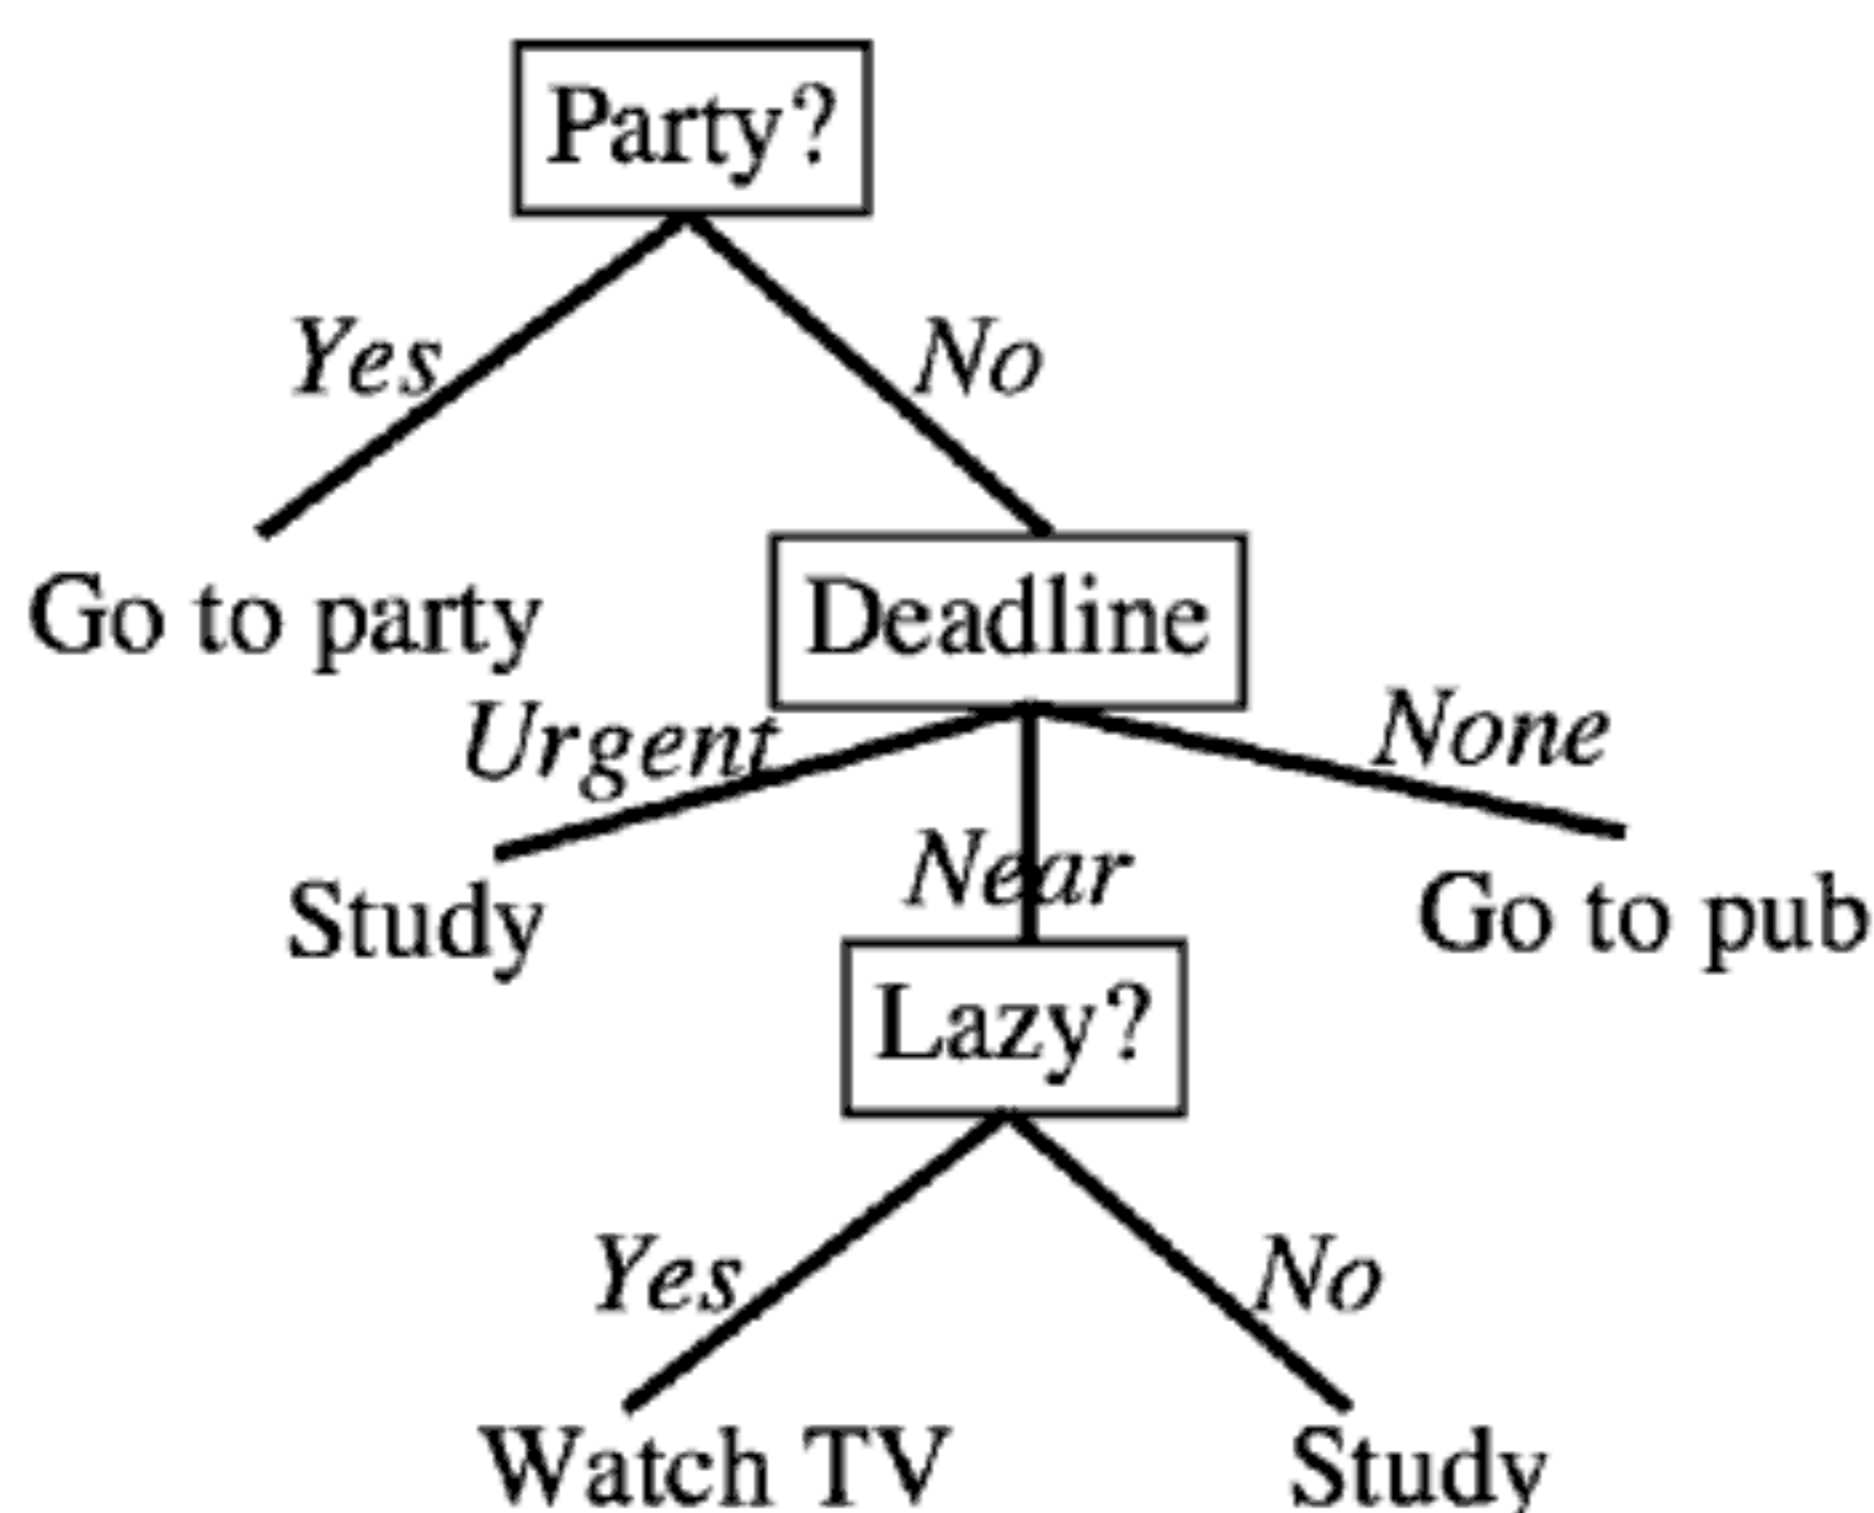 Party?
Yes
No
Go to party
Deadline
Urgent
None
Near
Study
Go to pub
Lazy?
Yes
No
Watch TV
Study